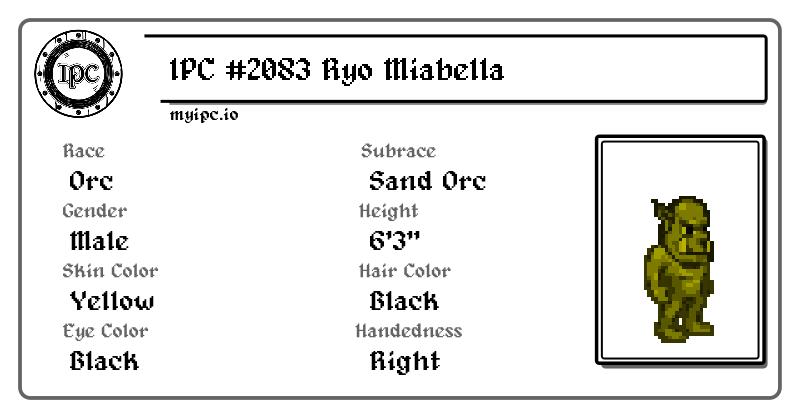 IPC
IPC #2083 Ryo Miabella
myipc.io
Race
Orc
Subrace
Sand Orc
Gender
Male
Height
6'3"
Skin Color
Yellow
Hair Color
Black
Eye Color
Black
Handedness
Right